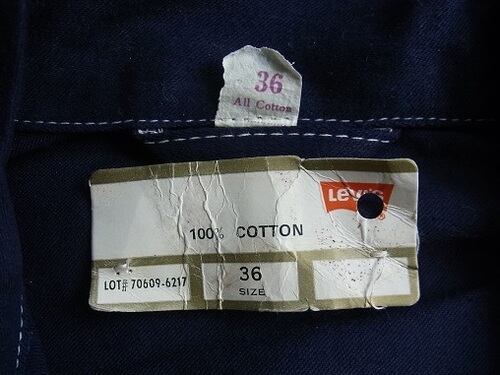 36
All Cotton
Levi's
®
100% COTTON
LOT# 70609-6217
36
SIZE